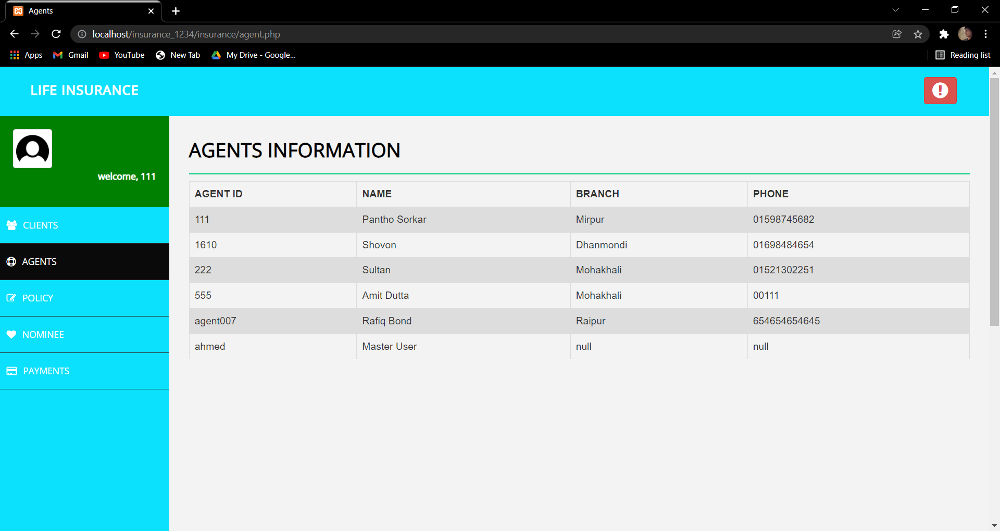 Agents
localhost/insurance_1234/insurance/agent.php
Apps Gmail YouTube New Tab My Drive - Google... Reading list
LIFE INSURANCE
welcome, 111
CLIENTS
AGENTS
POLICY
NOMINEE
PAYMENTS
AGENTS INFORMATION
AGENT ID NAME BRANCH PHONE
111 Pantho Sorkar Mirpur 01598745682
1610 Shovon Dhanmondi 01698484654
222 Sultan Mohakhali 01521302251
555 Amit Dutta Mohakhali 00111
agent007 Rafiq Bond Raipur 654654654645
ahmed Master User null null